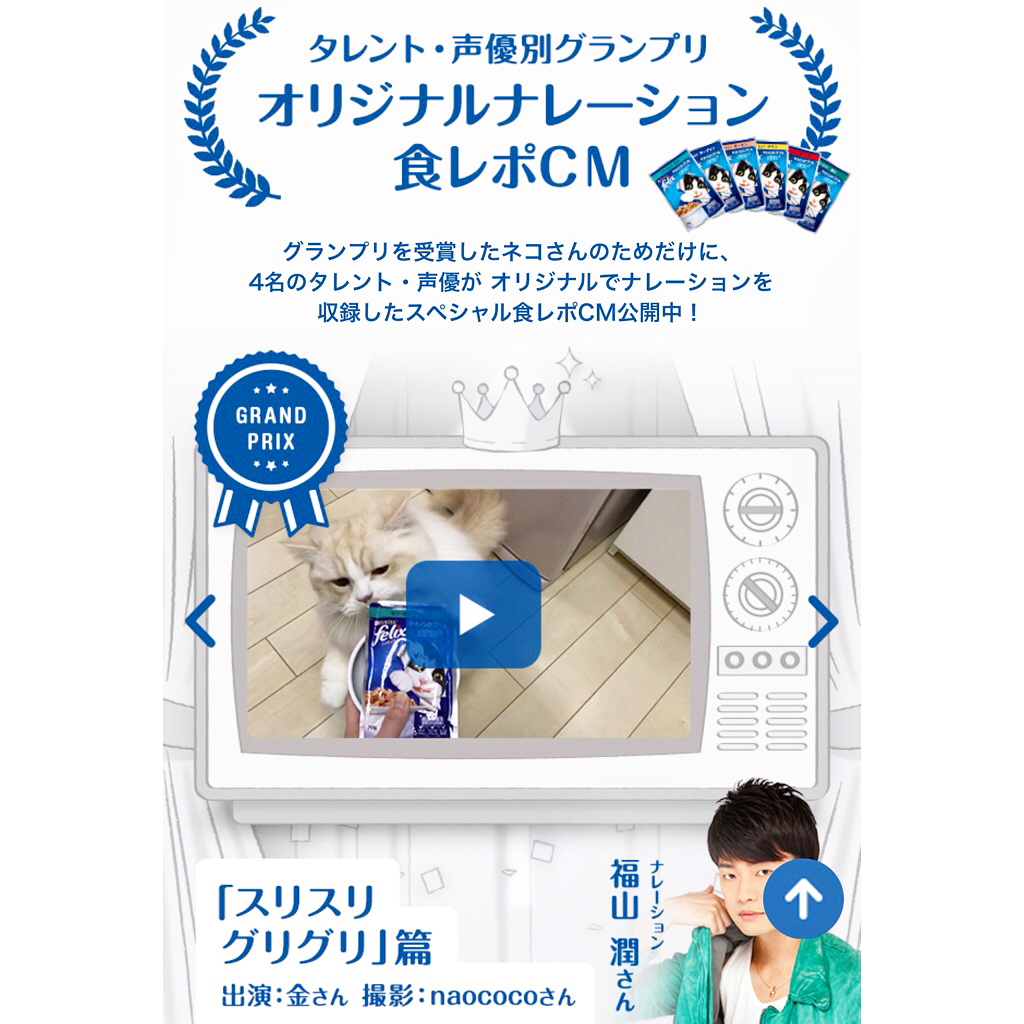 タレント・声優別グランプリ
オリジナルナレーション
食レポCM
グランプリを受賞したネコさんのためだけに、
4名のタレント・声優が オリジナルでナレーションを
収録したスペシャル食レポCM公開中！
GRAND
PRIX
PURINA
felix
「スリスリ
グリグリ」篇
出演：金さん 撮影：naococoさん
ナレーション
福山 潤さん